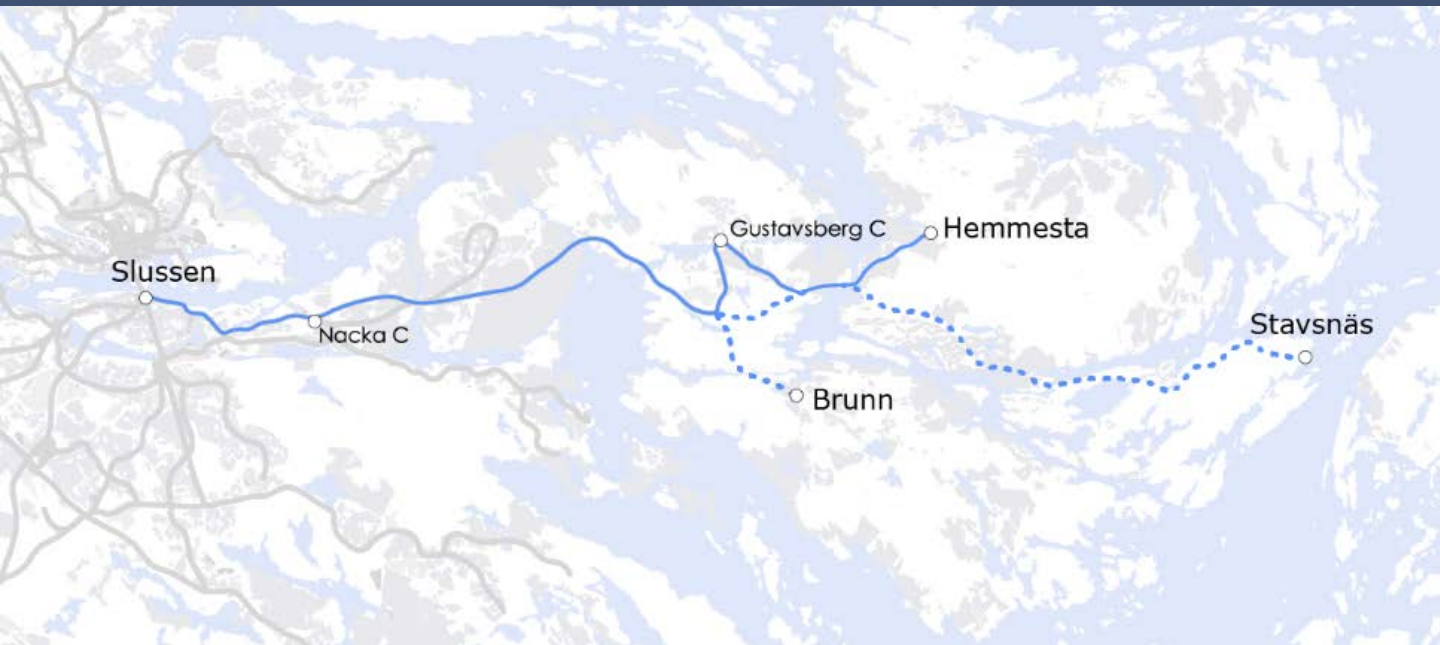 Gustavsberg C
Hemmesta
Slussen
Nacka C
Stavsnäs
Brunn